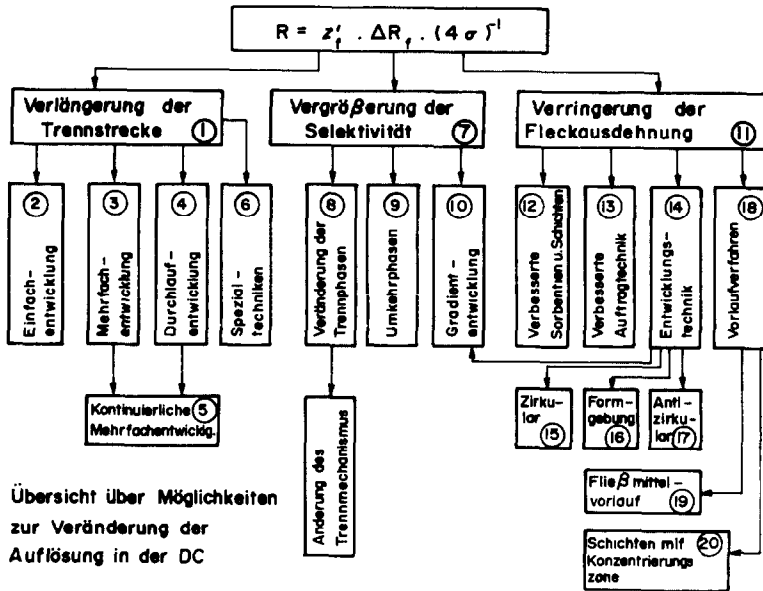 R = z'f . ΔRf . (4σ)⁻¹
Verlängerung der
Trennstrecke 1
Vergrößerung der
Selektivität 7
Verringerung der
Fleckausdehnung 11
2
Einfach-
entwicklung
3
Mehrfach-
entwicklung
4
Durchlauf-
entwicklung
6
Spezial-
techniken
8
Veränderung der
Trennphasen
9
Umkehrphasen
10
Gradient-
entwicklung
12
Verbesserte
Sorbentien u. Schichten
13
Verbesserte
Auftragtechnik
14
Entwicklungs-
technik
18
Vorlaufverfahren
Kontinuierliche 5
Mehrfachentwicklg.
Änderung des
Trennmechanismus
Zirku-
lar 15
Form-
gebung
16
Anti-
zirku-
lar 17
Fließmittel-
vorlauf 19
Schichten mit 20
Konzentrierungs
zone
Übersicht über Möglichkeiten
zur Veränderung der
Auflösung in der DC